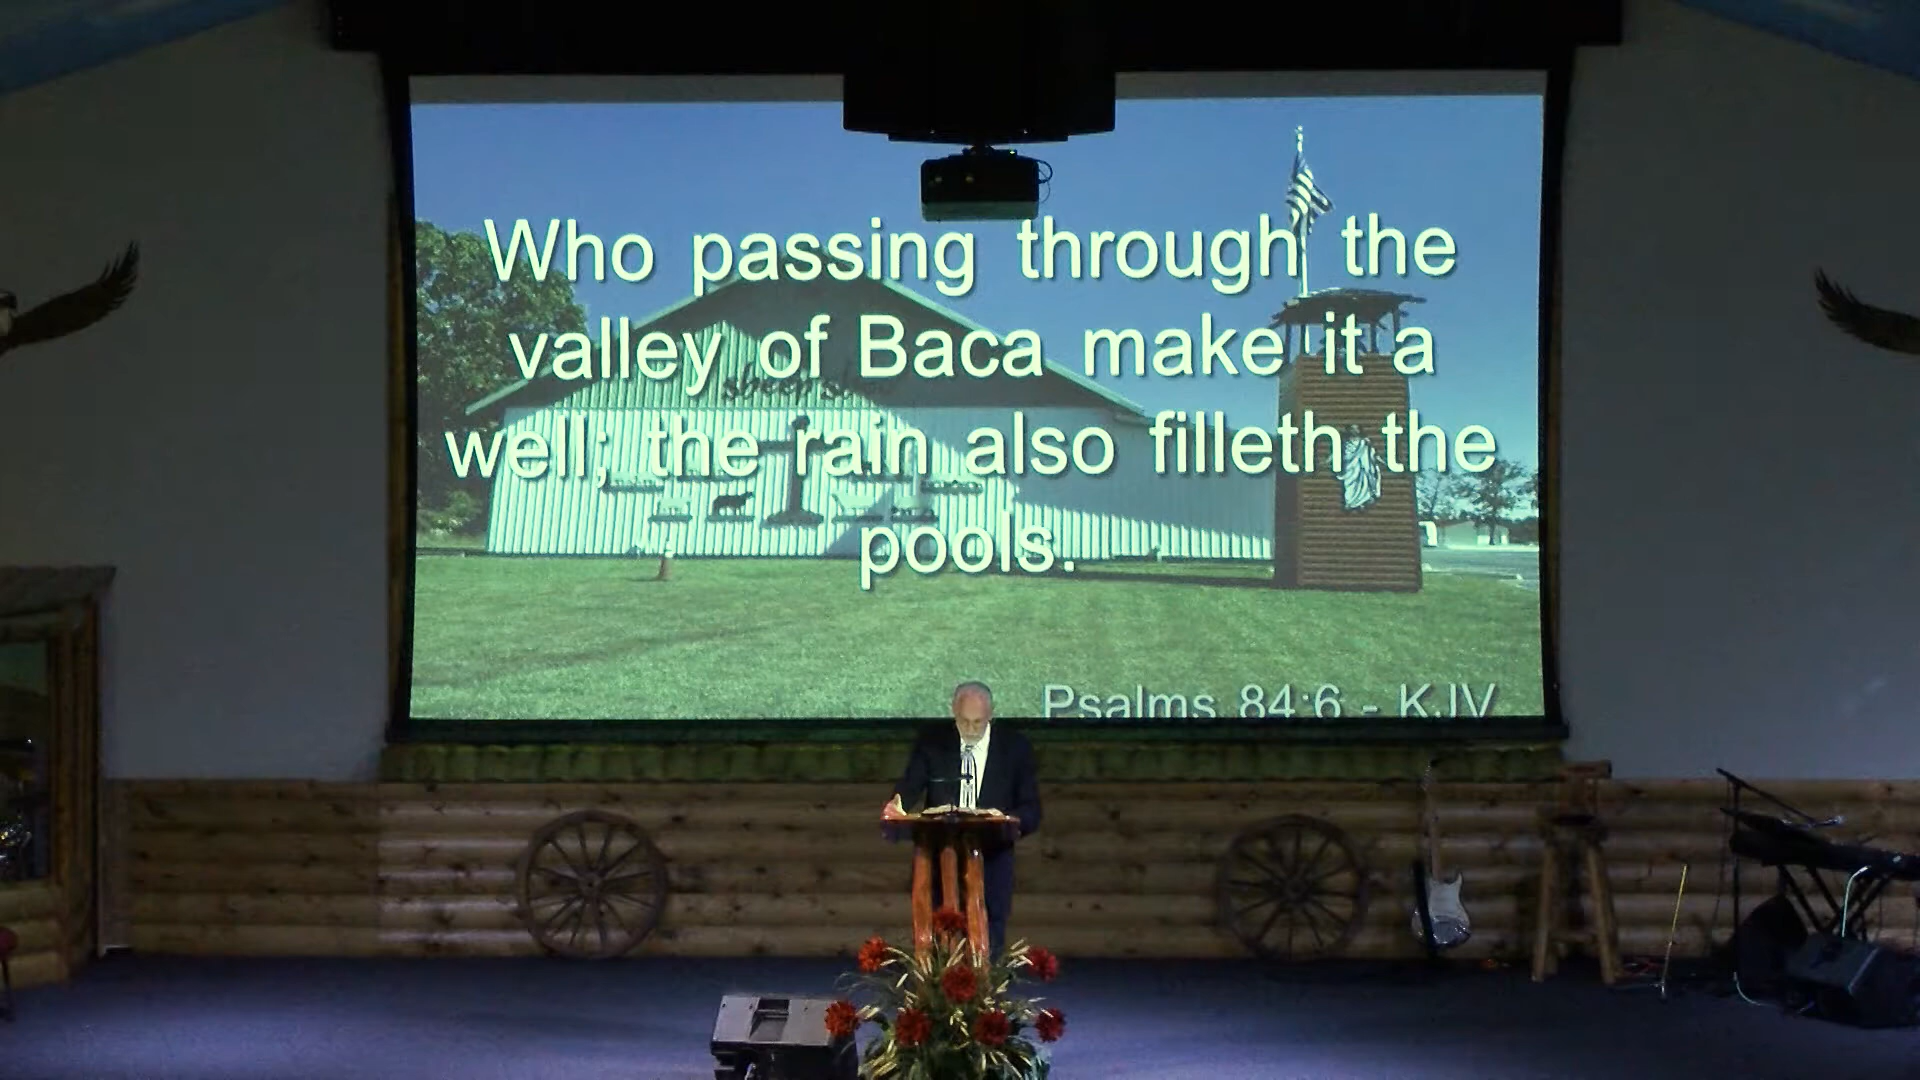 Who passing through the
valley of Baca make it a
well; the rain also filleth the
pools.
Psalms 84:6 - KJV